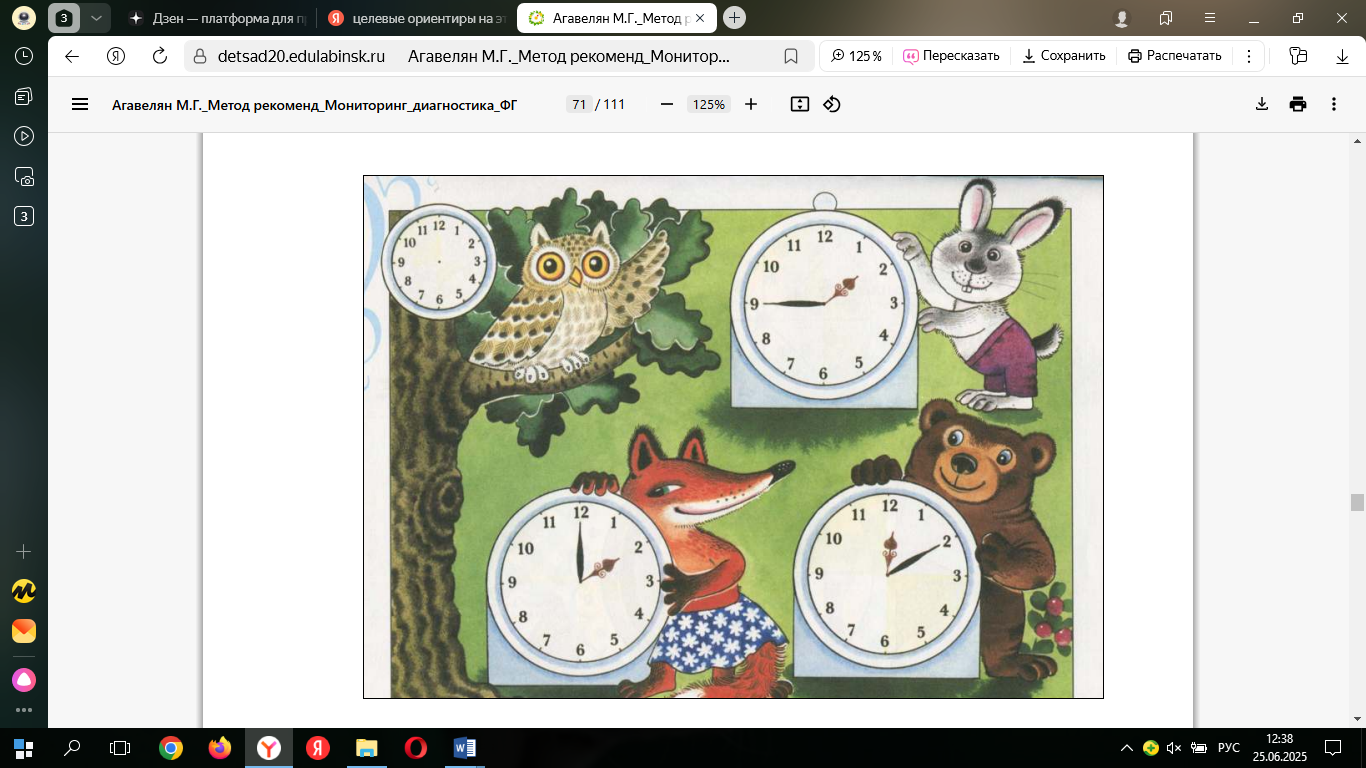 3
Дзен — платформа для п
целевые ориентиры на э
Агавелян М.Г._Метод р
detsad20.edulabinsk.ru
Агавелян М.Г._Метод рекоменд_Монитор...
125 %
Пересказать
Сохранить
Распечатать
Агавелян М.Г._Метод рекоменд_Мониторинг_диагностика_ФГ
71 / 111
125%
3
12 1 2 3 4 5 6 7 8 9 10 11
12 1 2 3 4 5 6 7 8 9 10 11
12 1 2 3 4 5 6 7 8 9 10 11
12 1 2 3 4 5 6 7 8 9 10 11
РУС
12:38
25.06.2025